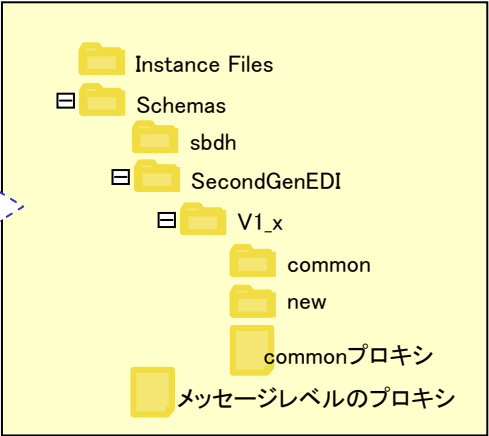 Instance Files
Schemas
sbdh
SecondGenEDI
V1_x
common
new
commonプロキシ
メッセージレベルのプロキシ